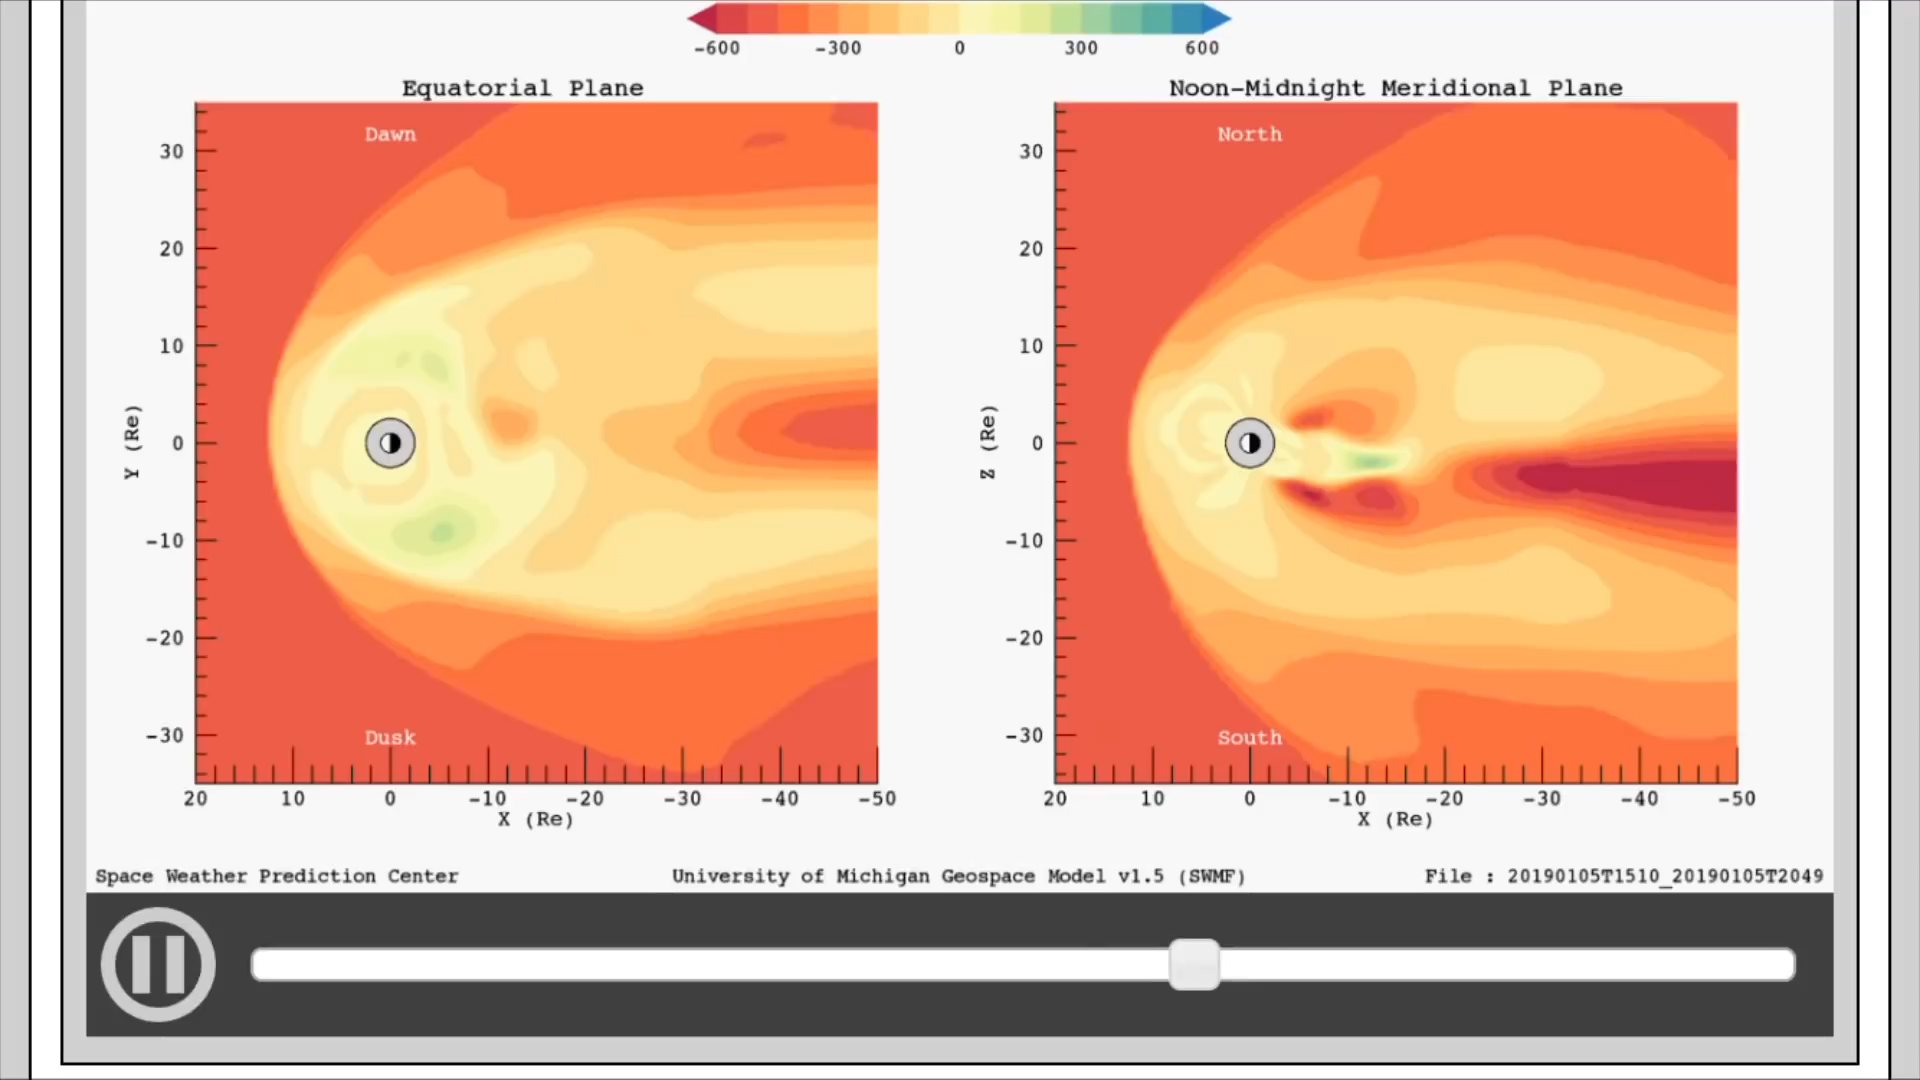 -600 -300 0 300 600
Equatorial Plane
Noon-Midnight Meridional Plane
Dawn
North
30
20
10
0
-10
-20
-30
Y (Re)
30
20
10
0
-10
-20
-30
Z (Re)
Dusk
South
20 10 0 -10 -20 -30 -40 -50
X (Re)
20 10 0 -10 -20 -30 -40 -50
X (Re)
Space Weather Prediction Center
University of Michigan Geospace Model v1.5 (SWMF)
File : 20190105T1510_20190105T2049